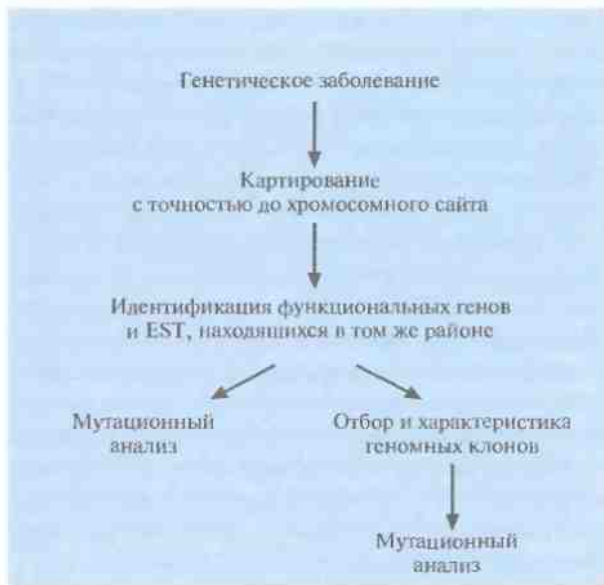 Генетическое заболевание
Картирование
с точностью до хромосомного сайта
Идентификация функциональных генов
и EST, находящихся в том же районе
Мутационный
анализ
Отбор и характеристика
геномных клонов
Мутационный
анализ